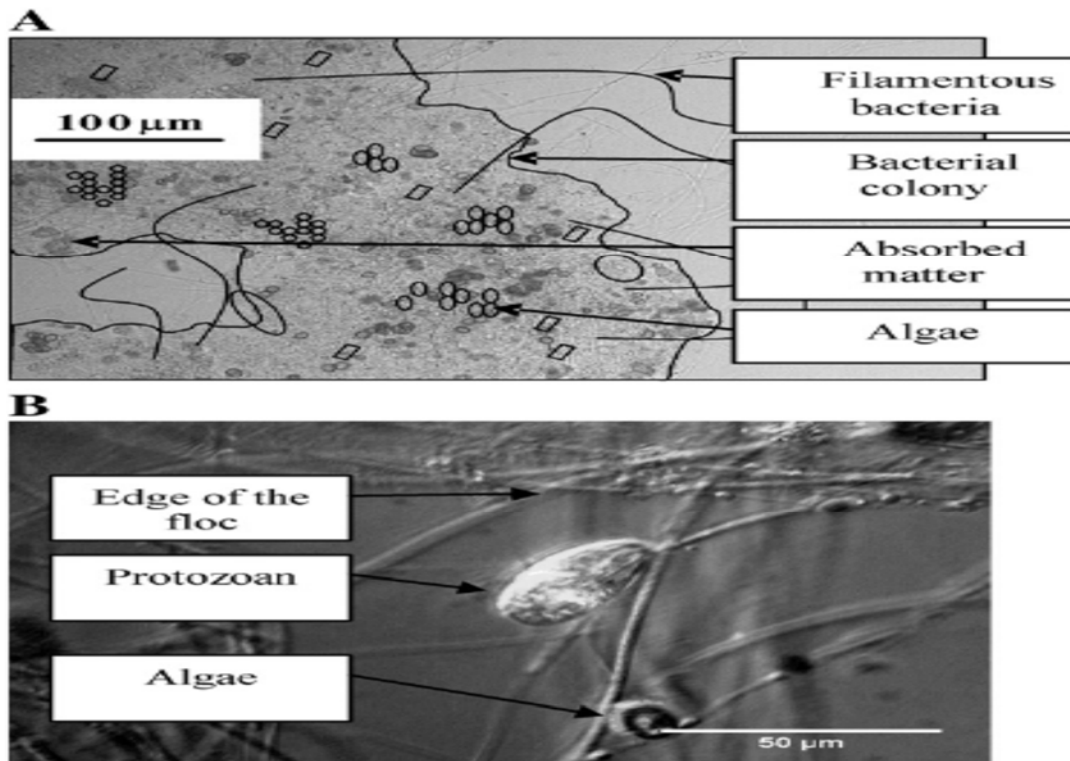 A
100 µm
Filamentous
bacteria
Bacterial
colony
Absorbed
matter
Algae
B
Edge of the
floc
Protozoan
Algae
50 µm